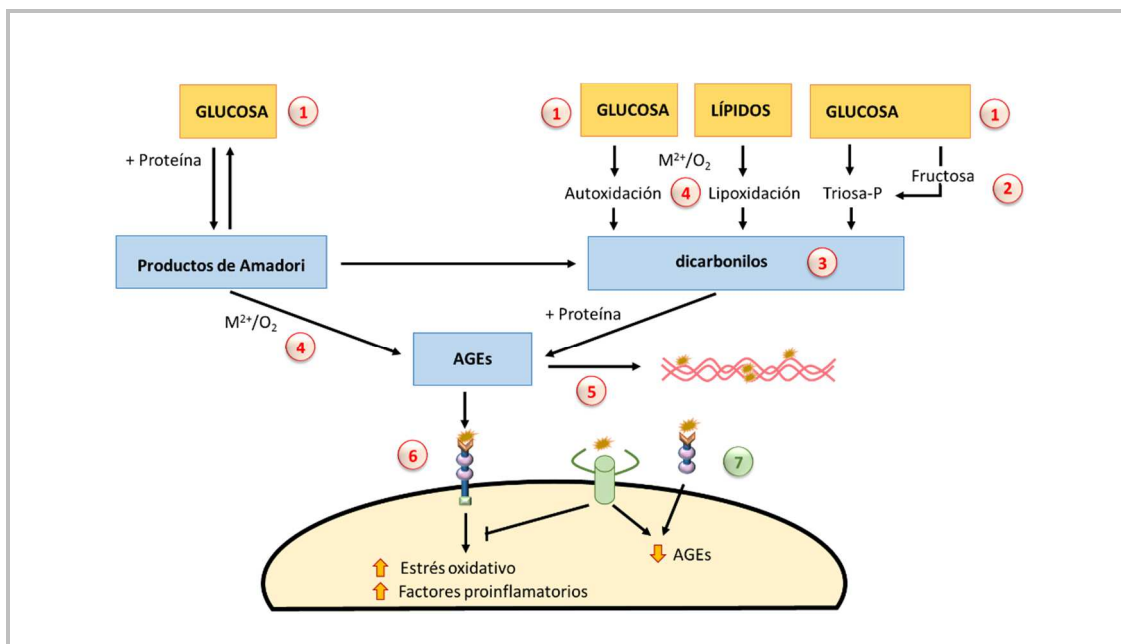 GLUCOSA 1
1 GLUCOSA
LÍPIDOS
GLUCOSA 1
+ Proteína
M²⁺/O₂
Fructosa
2
Autoxidación
4
Lipoxidación
Triosa-P
Productos de Amadori
dicarbonilos 3
M²⁺/O₂
4
+ Proteína
AGEs
5
6
7
AGEs
Estrés oxidativo
Factores proinflamatorios